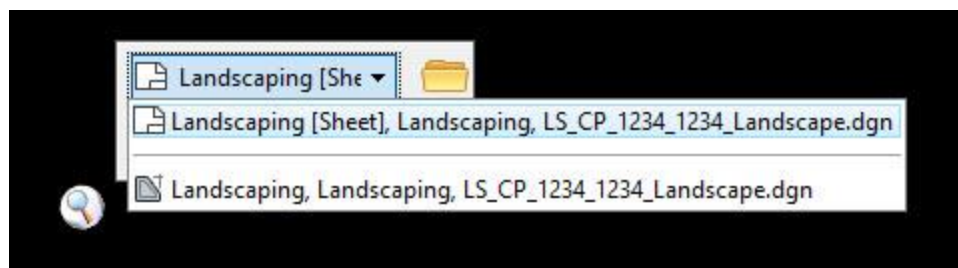 Landscaping [She
Landscaping [Sheet], Landscaping, LS_CP_1234_1234_Landscape.dgn
Landscaping, Landscaping, LS_CP_1234_1234_Landscape.dgn